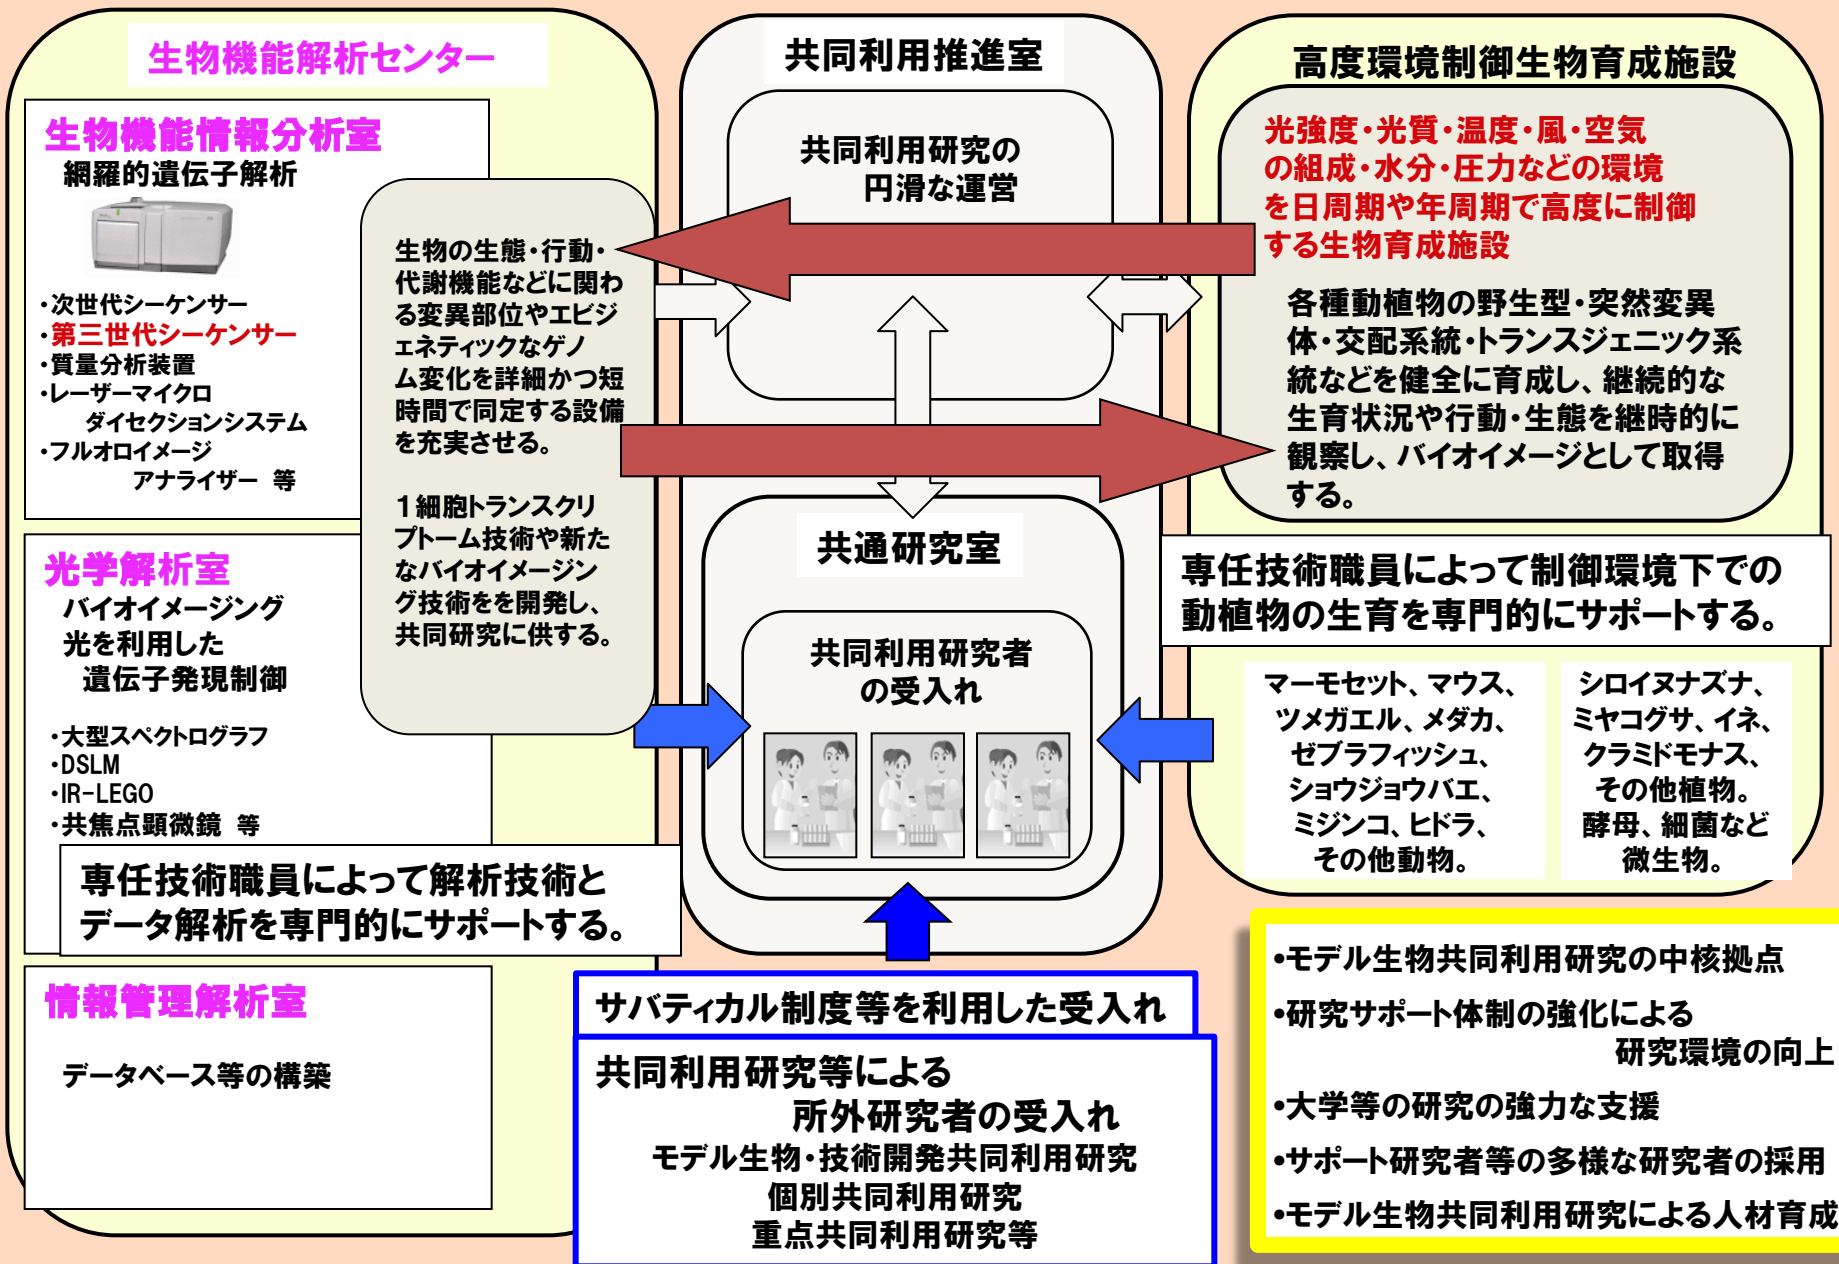 生物機能解析センター
生物機能情報分析室
網羅的遺伝子解析
・次世代シーケンサー
・第三世代シーケンサー
・質量分析装置
・レーザーマイクロ
ダイセクションシステム
・フルオロイメージ
アナライザー 等
光学解析室
バイオイメージング
光を利用した
遺伝子発現制御
・大型スペクトログラフ
・DSLM
・IR-LEGO
・共焦点顕微鏡 等
専任技術職員によって解析技術と
データ解析を専門的にサポートする。
情報管理解析室
データベース等の構築
生物の生態・行動・
代謝機能などに関わ
る変異部位やエピジ
ェネティックなゲノ
ム変化を詳細かつ短
時間で同定する設備
を充実させる。
１細胞トランスクリ
プトーム技術や新た
なバイオイメージン
グ技術をを開発し、
共同研究に供する。
共同利用推進室
共同利用研究の
円滑な運営
共通研究室
共同利用研究者
の受入れ
サバティカル制度等を利用した受入れ
共同利用研究等による
所外研究者の受入れ
モデル生物・技術開発共同利用研究
個別共同利用研究
重点共同利用研究等
高度環境制御生物育成施設
光強度・光質・温度・風・空気
の組成・水分・圧力などの環境
を日周期や年周期で高度に制御
する生物育成施設
各種動植物の野生型・突然変異
体・交配系統・トランスジェニック系
統などを健全に育成し、継続的な
生育状況や行動・生態を継時的に
観察し、バイオイメージとして取得
する。
専任技術職員によって制御環境下での
動植物の生育を専門的にサポートする。
マーモセット、マウス、
ツメガエル、メダカ、
ゼブラフィッシュ、
ショウジョウバエ、
ミジンコ、ヒドラ、
その他動物。
シロイヌナズナ、
ミヤコグサ、イネ、
クラミドモナス、
その他植物。
酵母、細菌など
微生物。
•モデル生物共同利用研究の中核拠点
•研究サポート体制の強化による
研究環境の向上
•大学等の研究の強力な支援
•サポート研究者等の多様な研究者の採用
•モデル生物共同利用研究による人材育成